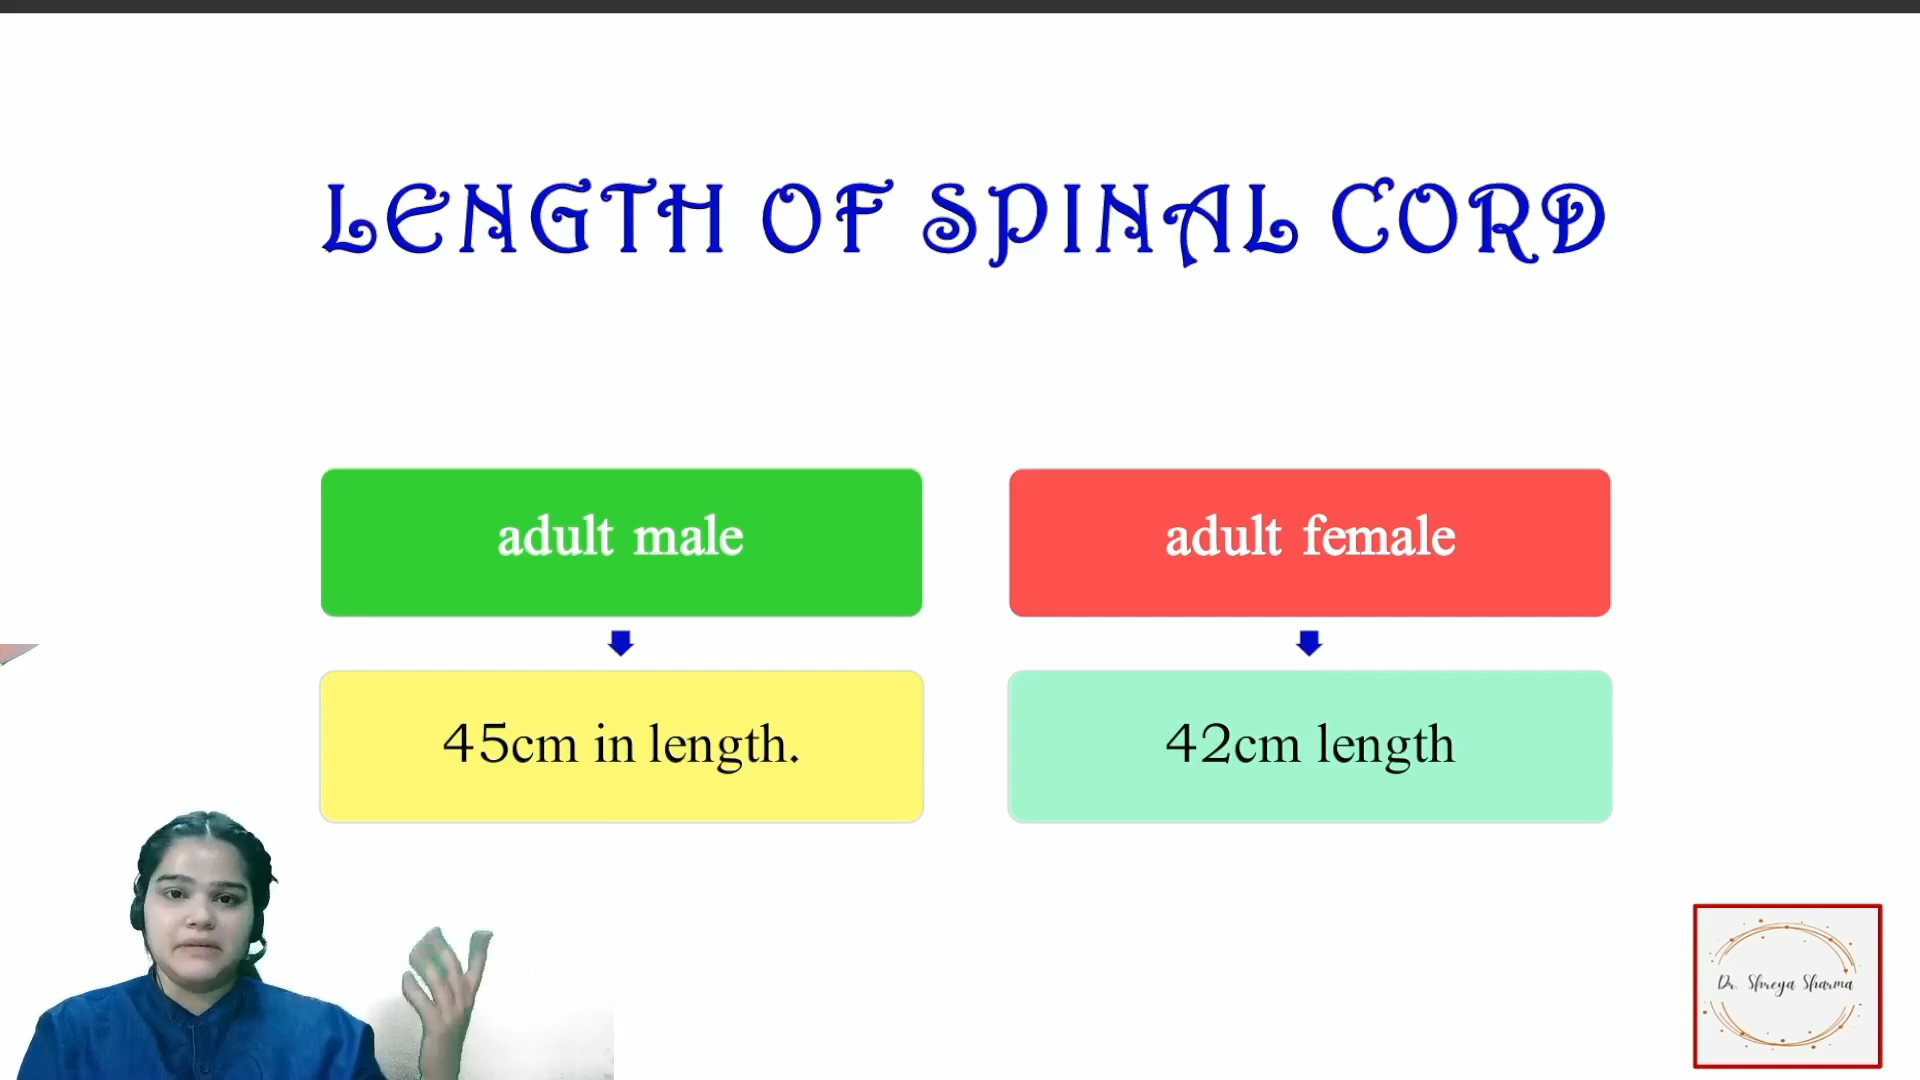 LENGTH OF SPINAL CORD
adult male
adult female
45cm in length.
42cm length
Dr. Shreya Sharma